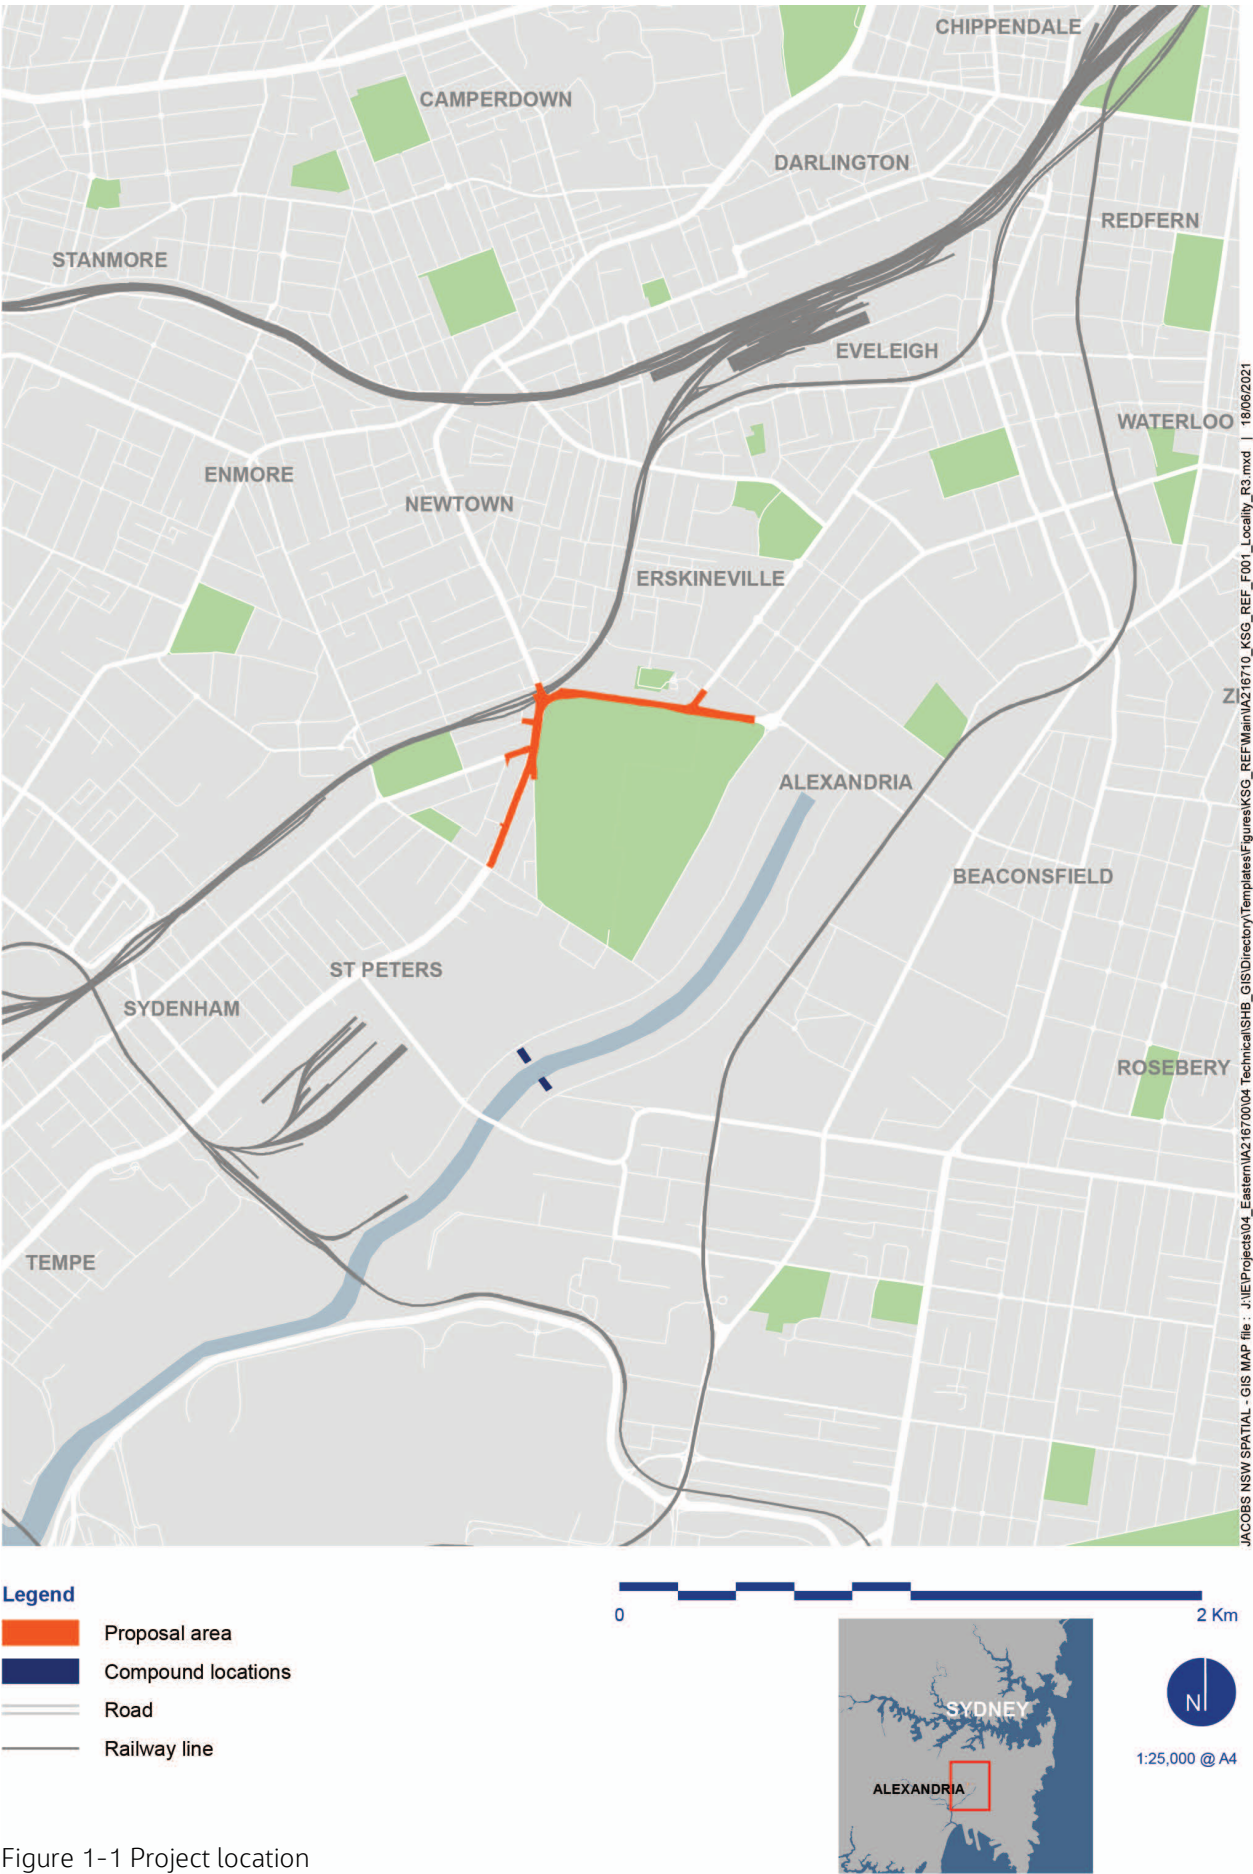 CHIPPENDALE
CAMPERDOWN
DARLINGTON
REDFERN
STANMORE
EVELEIGH
WATERLOO
ENMORE
NEWTOWN
ERSKINEVILLE
ZE
ALEXANDRIA
BEACONSFIELD
ST PETERS
SYDENHAM
ROSEBERY
TEMPE
JACOBS NSW SPATIAL - GIS MAP file : J:\IE\Projects\04_Eastern\IA216700\04 Technical\SHB_GIS\Directory\Templates\Figures\KSG_REF\Main\IA216710_KSG_REF_F001_Locality_R3.mxd | 18/06/2021
Legend
Proposal area
Compound locations
Road
Railway line
0 2 Km
SYDNEY
ALEXANDRIA
N
1:25,000 @ A4
Figure 1-1 Project location